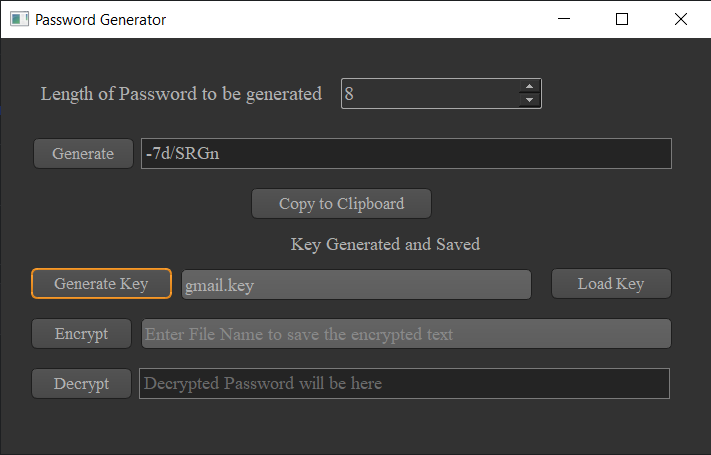 Password Generator
Length of Password to be generated 8
Generate -7d/SRGn
Copy to Clipboard
Key Generated and Saved
Generate Key gmail.key Load Key
Encrypt Enter File Name to save the encrypted text
Decrypt Decrypted Password will be here